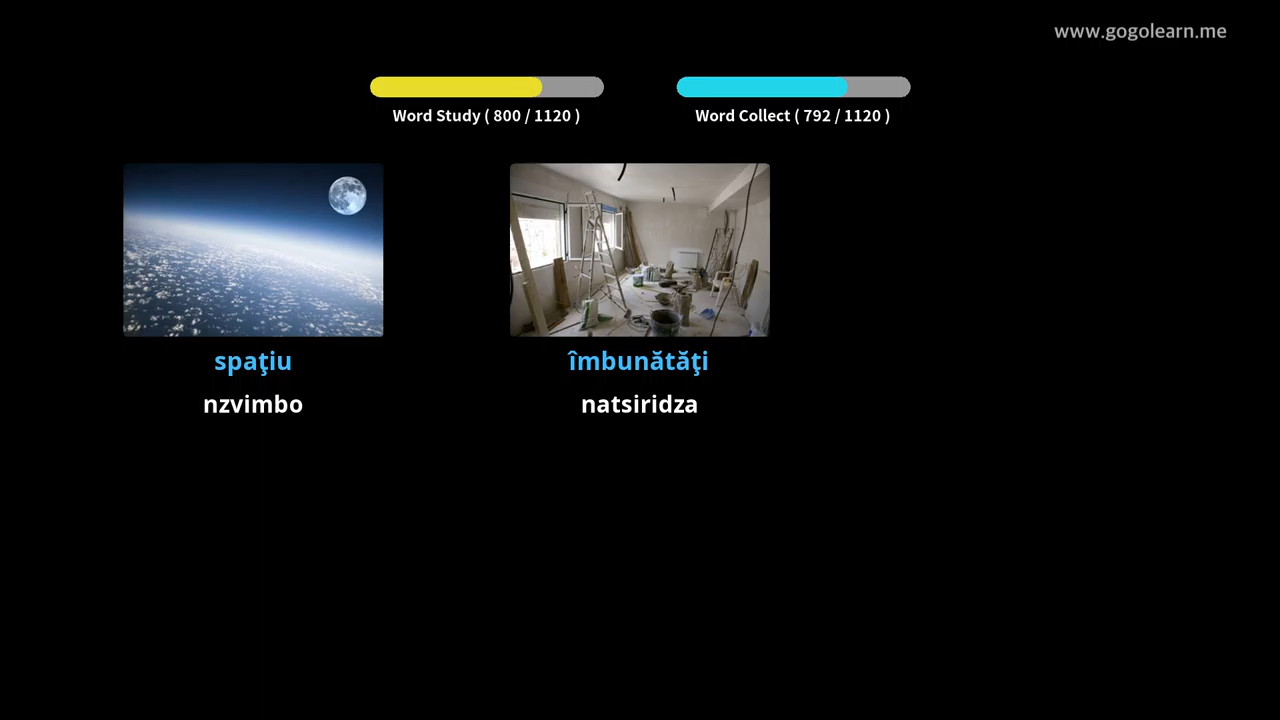 www.gogolearn.me
Word Study ( 800 / 1120 )
Word Collect ( 792 / 1120 )
spaţiu
nzvimbo
îmbunătăţi
natsiridza